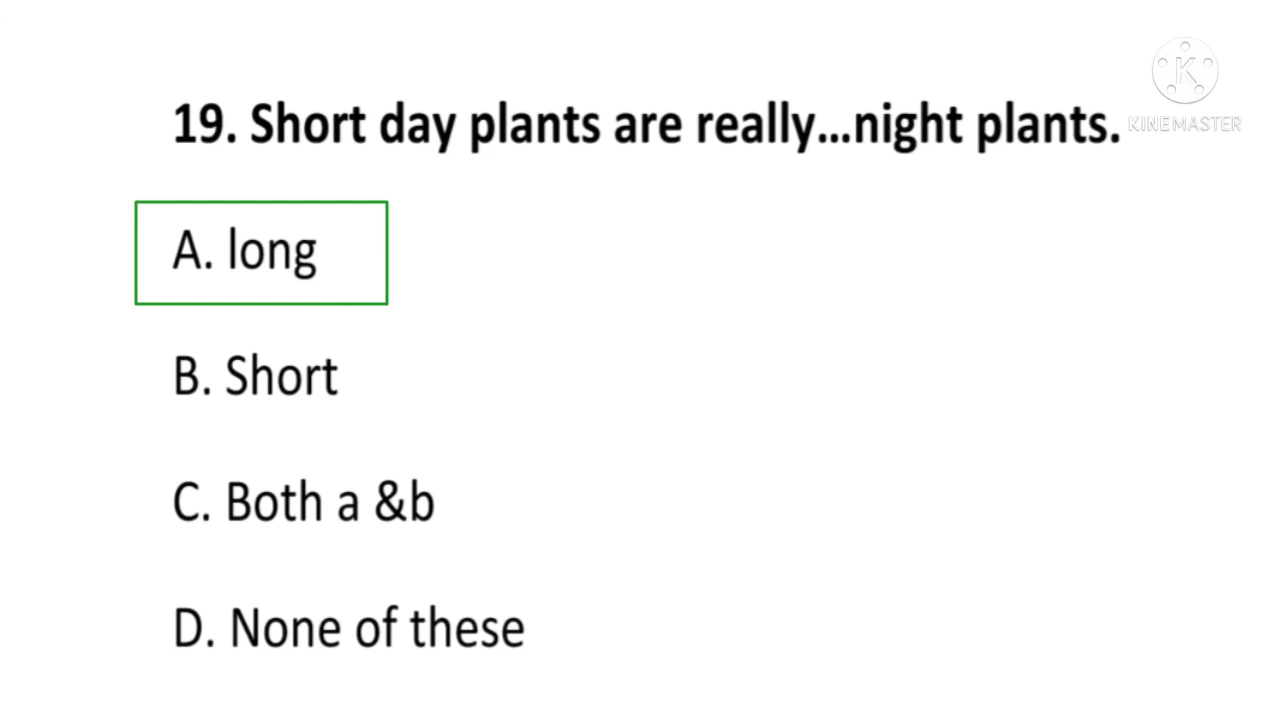 19. Short day plants are really...night plants.
KINEMASTER
A. long
B. Short
C. Both a &b
D. None of these